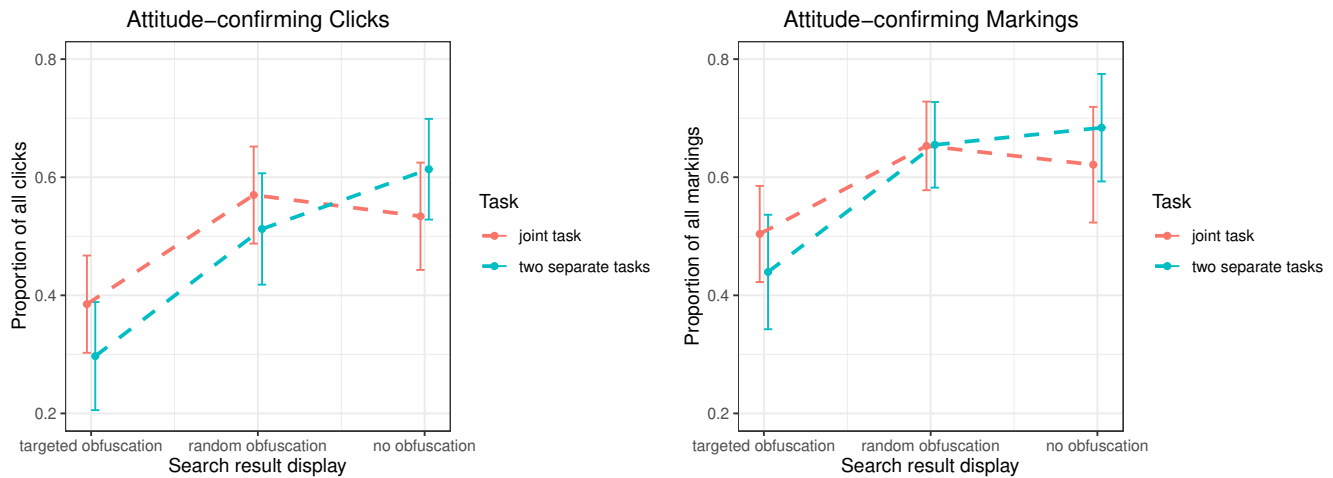 Attitude−confirming Clicks
Proportion of all clicks
0.8
0.6
0.4
0.2
targeted obfuscation random obfuscation no obfuscation
Search result display
Task
joint task
two separate tasks
Attitude−confirming Markings
Proportion of all markings
0.8
0.6
0.4
0.2
targeted obfuscation random obfuscation no obfuscation
Search result display
Task
joint task
two separate tasks